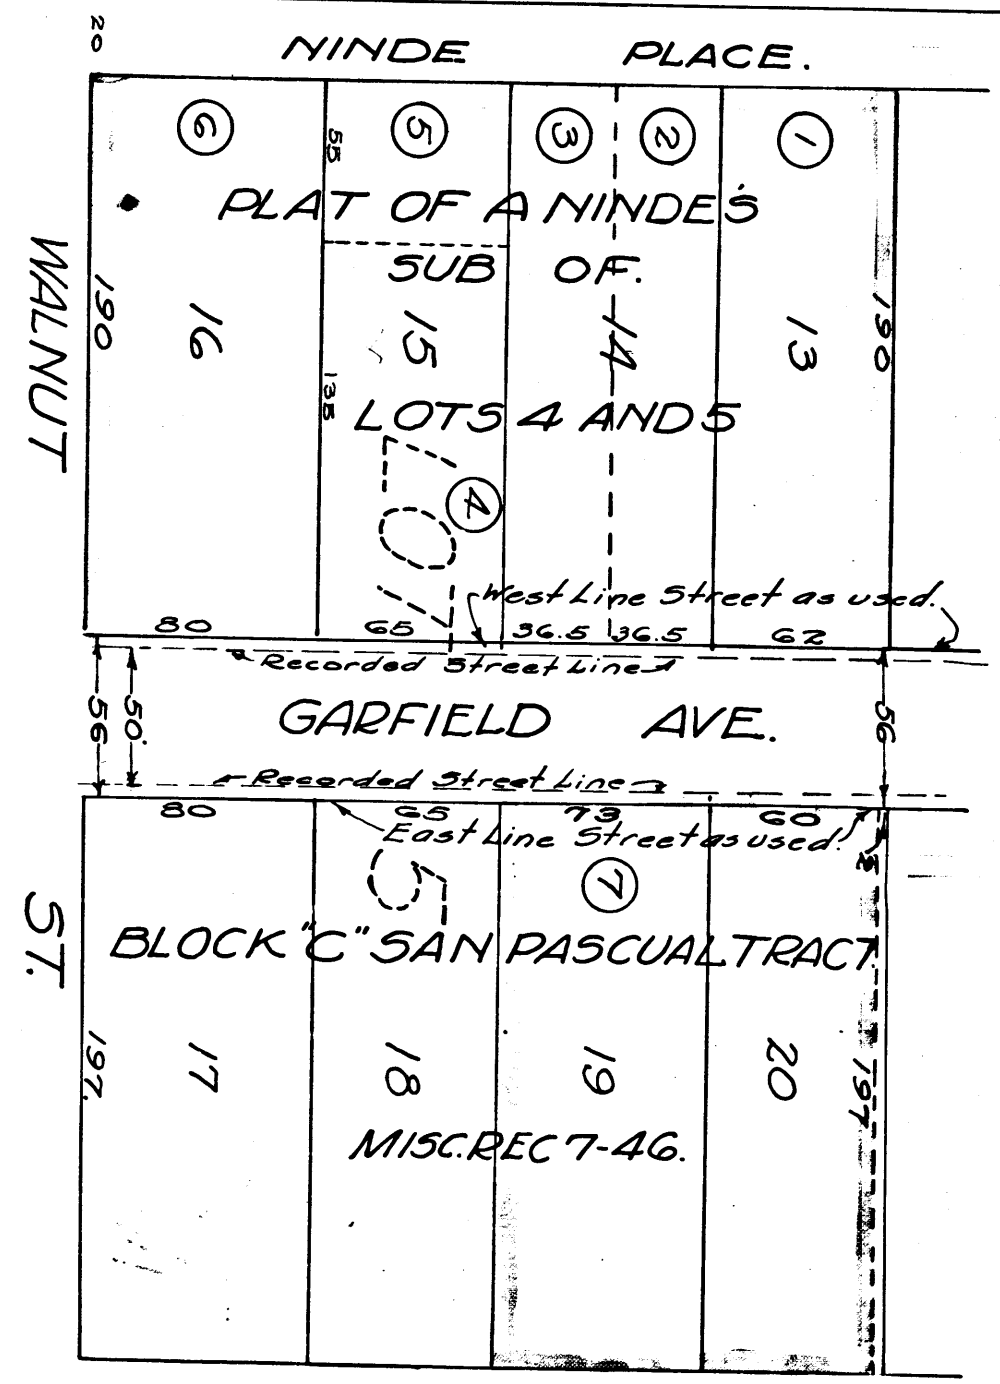 20
NINDE PLACE.
6 5 3 2 1
55
PLAT OF A NINDE'S
SUB OF.
WALNUT
190 16 15 14 13 190
135
LOTS 4 AND 5
4
LOT
West Line Street as used.
80 65 36.5 36.5 62
Recorded Street Line
56 50' GARFIELD AVE. 56
Recorded Street Line
80 65 73 60
East Line Street as used.
2
5 7
ST.
BLOCK "C" SAN PASCUAL TRACT.
197. 17 18 19 20 197
MISC. REC 7-46.